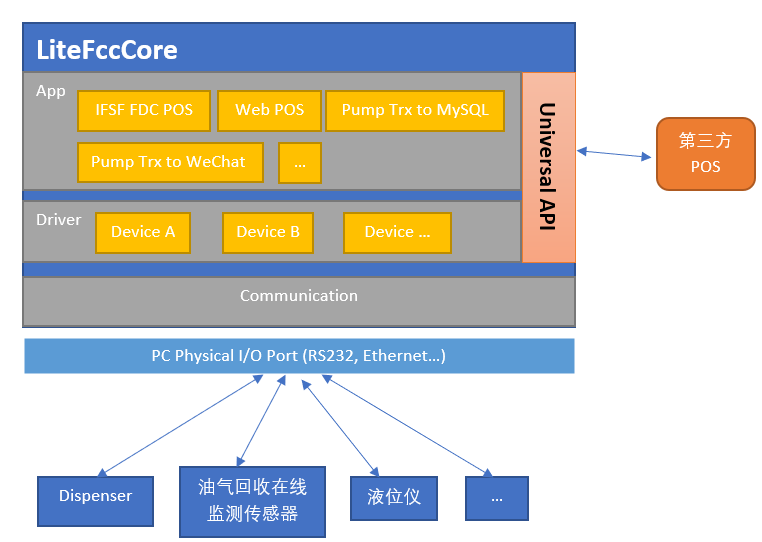 LiteFccCore
App
IFSF FDC POS
Web POS
Pump Trx to MySQL
Pump Trx to WeChat
...
Universal API
第三方
POS
Driver
Device A
Device B
Device ...
Communication
PC Physical I/O Port (RS232, Ethernet...)
Dispenser
油气回收在线
监测传感器
液位仪
...